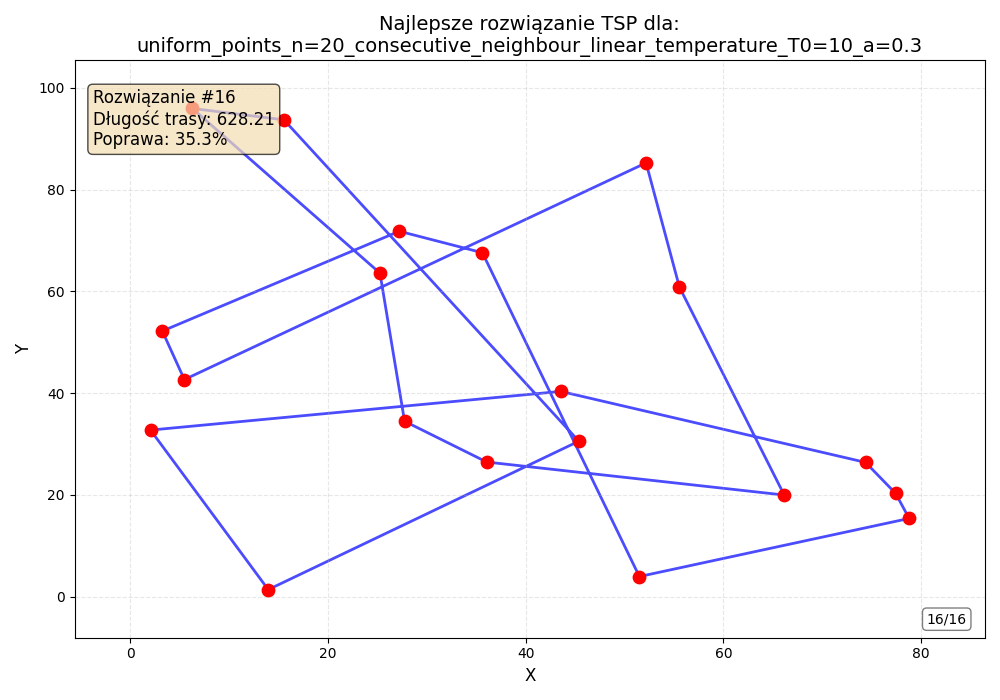 Najlepsze rozwiązanie TSP dla:
uniform_points_n=20_consecutive_neighbour_linear_temperature_T0=10_a=0.3
Rozwiązanie #16
Długość trasy: 628.21
Poprawa: 35.3%
100
80
60
40
20
0
Y
16/16
0 20 40 60 80
X